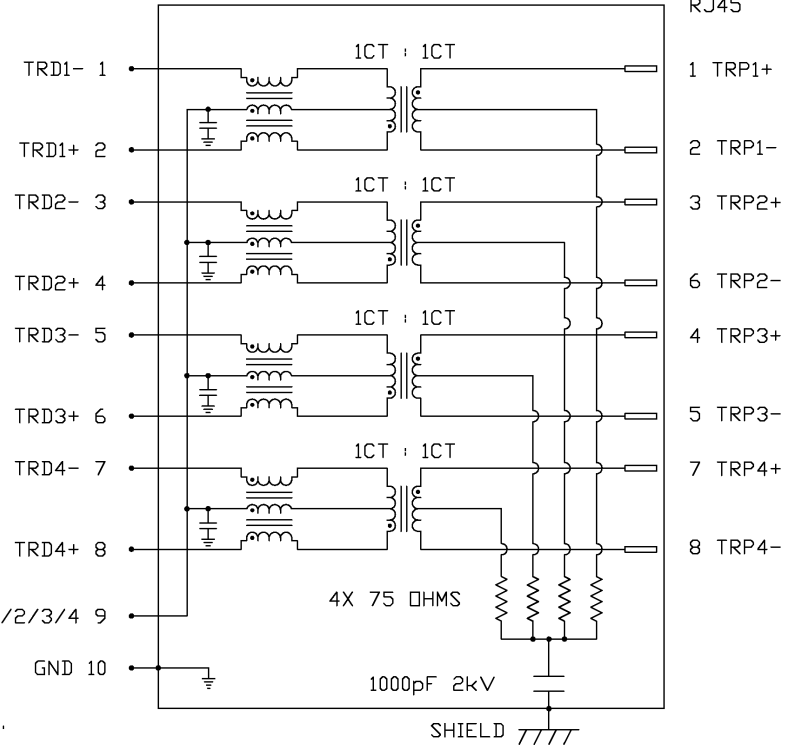 RJ45
1CT : 1CT
TRD1- 1
1 TRP1+
TRD1+ 2
2 TRP1-
1CT : 1CT
TRD2- 3
3 TRP2+
TRD2+ 4
6 TRP2-
1CT : 1CT
TRD3- 5
4 TRP3+
TRD3+ 6
5 TRP3-
1CT : 1CT
TRD4- 7
7 TRP4+
TRD4+ 8
8 TRP4-
4X 75 OHMS
/2/3/4 9
GND 10
1000pF 2kV
SHIELD